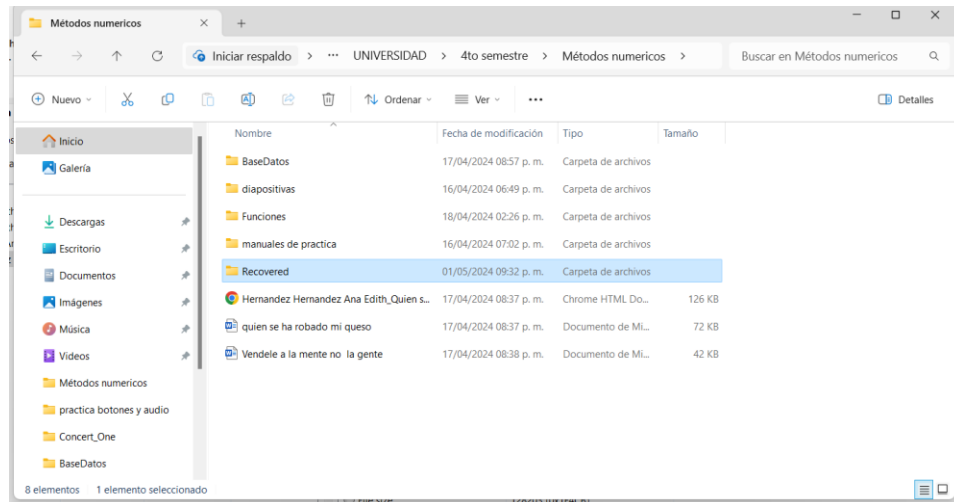 Métodos numericos
Iniciar respaldo > ... UNIVERSIDAD > 4to semestre > Métodos numericos >
Buscar en Métodos numericos
Nuevo
Ordenar
Ver
...
Detalles
Inicio
Galería
Descargas
Escritorio
Documentos
Imágenes
Música
Videos
Métodos numericos
practica botones y audio
Concert_One
BaseDatos
Nombre Fecha de modificación Tipo Tamaño
BaseDatos 17/04/2024 08:57 p. m. Carpeta de archivos
diapositivas 16/04/2024 06:49 p. m. Carpeta de archivos
Funciones 18/04/2024 02:26 p. m. Carpeta de archivos
manuales de practica 16/04/2024 07:02 p. m. Carpeta de archivos
Recovered 01/05/2024 09:32 p. m. Carpeta de archivos
Hernandez Hernandez Ana Edith_Quien s... 17/04/2024 08:37 p. m. Chrome HTML Do... 126 KB
quien se ha robado mi queso 17/04/2024 08:37 p. m. Documento de Mi... 72 KB
Vendele a la mente no la gente 17/04/2024 08:38 p. m. Documento de Mi... 42 KB
8 elementos 1 elemento seleccionado